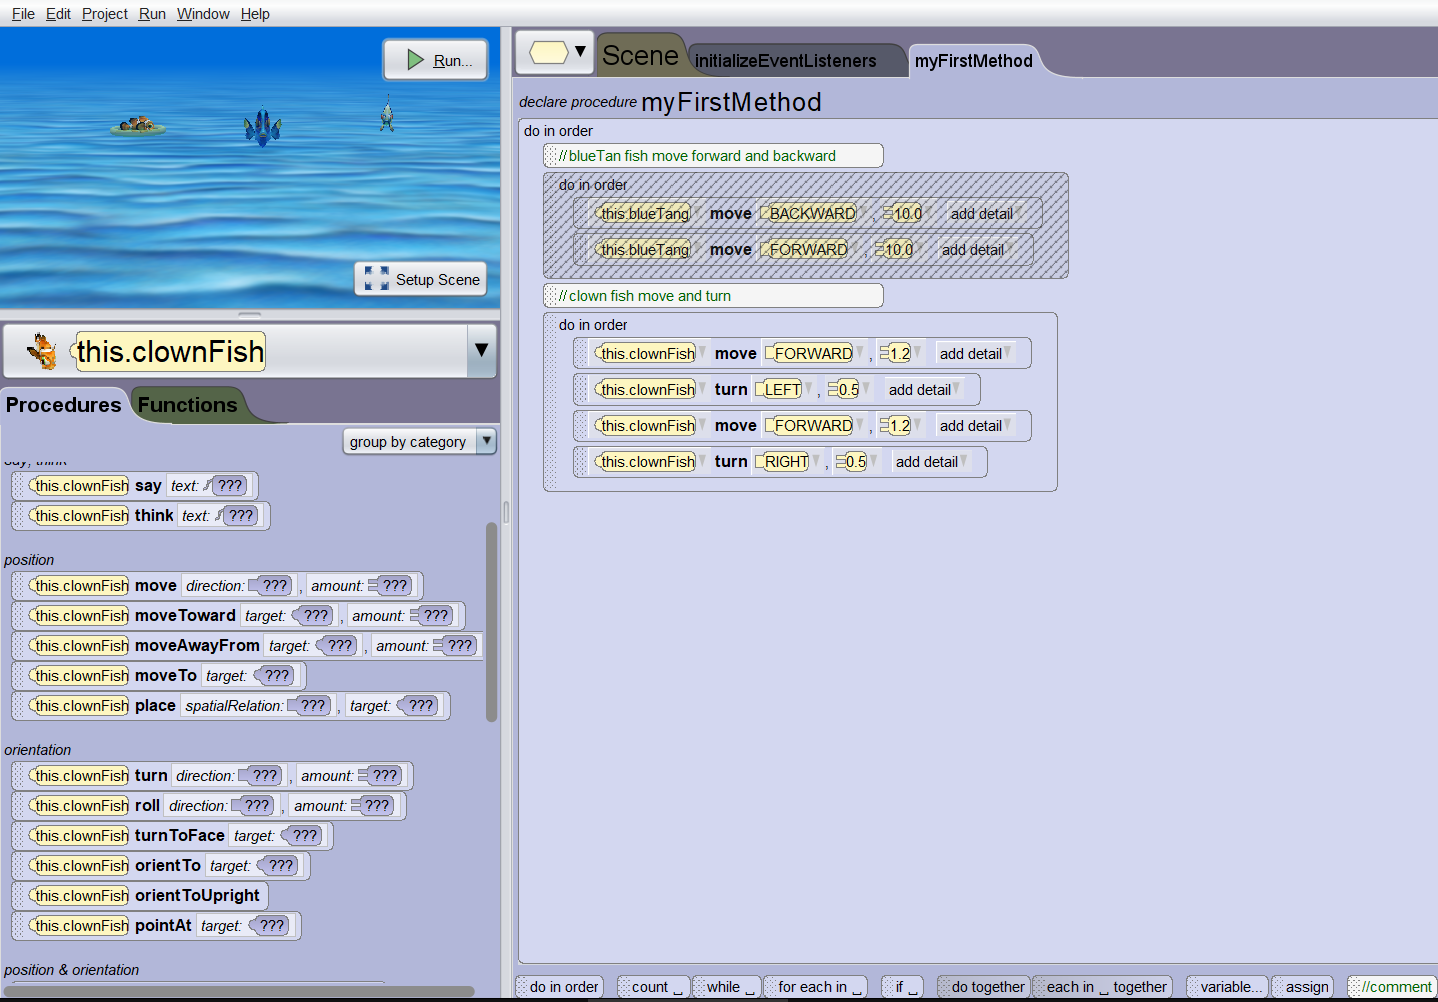 File Edit Project Run Window Help
Run...
Setup Scene
this.clownFish
Procedures Functions
group by category
say, think
this.clownFish say text: ???
this.clownFish think text: ???
position
this.clownFish move direction: ???, amount: ???
this.clownFish moveToward target: ???, amount: ???
this.clownFish moveAwayFrom target: ???, amount: ???
this.clownFish moveTo target: ???
this.clownFish place spatialRelation: ???, target: ???
orientation
this.clownFish turn direction: ???, amount: ???
this.clownFish roll direction: ???, amount: ???
this.clownFish turnToFace target: ???
this.clownFish orientTo target: ???
this.clownFish orientToUpright
this.clownFish pointAt target: ???
position & orientation
Scene initializeEventListeners myFirstMethod
declare procedure myFirstMethod
do in order
//blueTan fish move forward and backward
do in order
this.blueTang move BACKWARD, 10.0 add detail
this.blueTang move FORWARD, 10.0 add detail
//clown fish move and turn
do in order
this.clownFish move FORWARD, 1.2 add detail
this.clownFish turn LEFT, 0.5 add detail
this.clownFish move FORWARD, 1.2 add detail
this.clownFish turn RIGHT, 0.5 add detail
do in order count ␣ while ␣ for each in ␣ if ␣ do together each in ␣ together variable... assign //comment